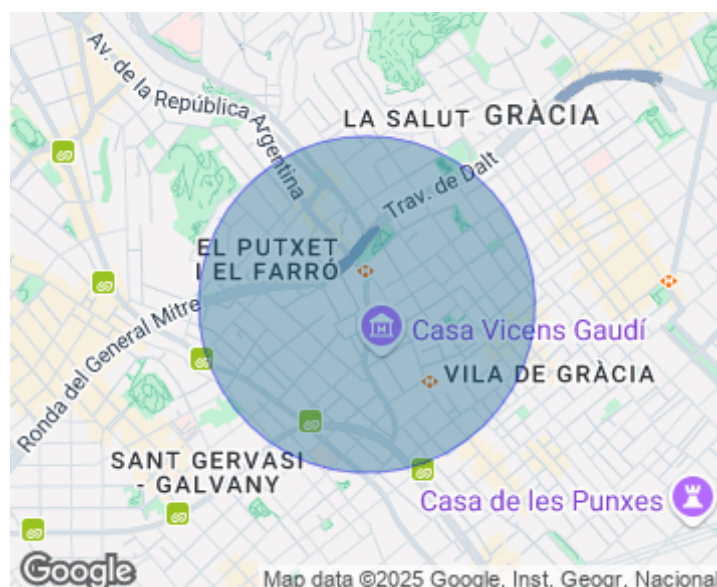 Av. de la República Argentina
LA SALUT
GRÀCIA
Trav. de Dalt
EL PUTXET
I EL FARRÓ
Ronda del General Mitre
Casa Vicens Gaudí
VILA DE GRÀCIA
SANT GERVASI
- GALVANY
Casa de les Punxes
Google
Map data ©2025 Google, Inst. Geogr. Nacional